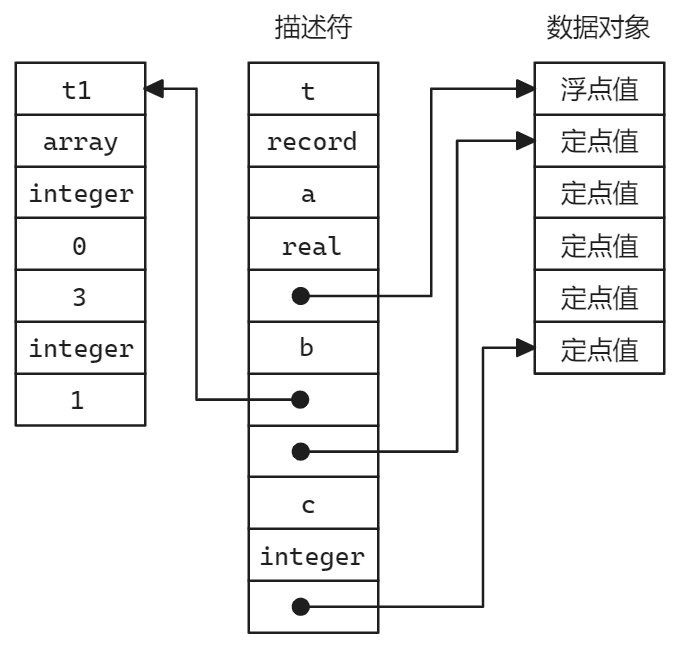 描述符
数据对象
t1
array
integer
0
3
integer
1
t
record
a
real
b
c
integer
浮点值
定点值
定点值
定点值
定点值
定点值